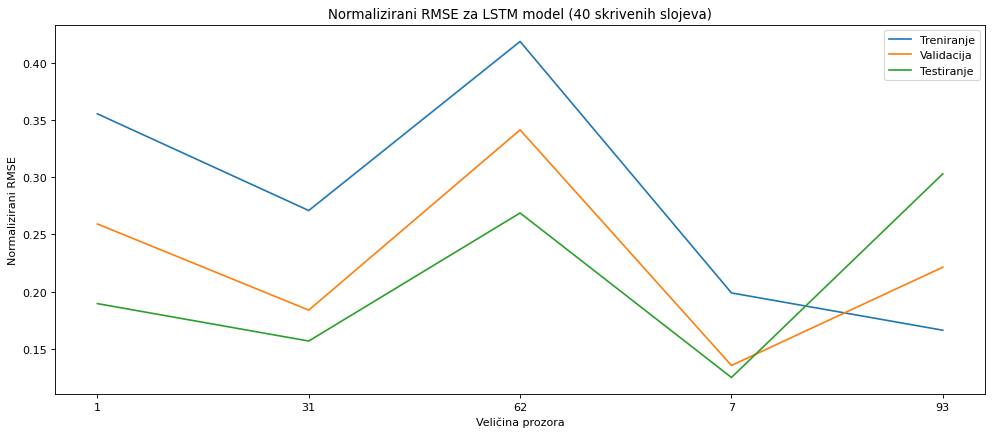 Normalizirani RMSE za LSTM model (40 skrivenih slojeva)
Treniranje
Validacija
Testiranje
Normalizirani RMSE
0.40
0.35
0.30
0.25
0.20
0.15
1 31 62 7 93
Veličina prozora